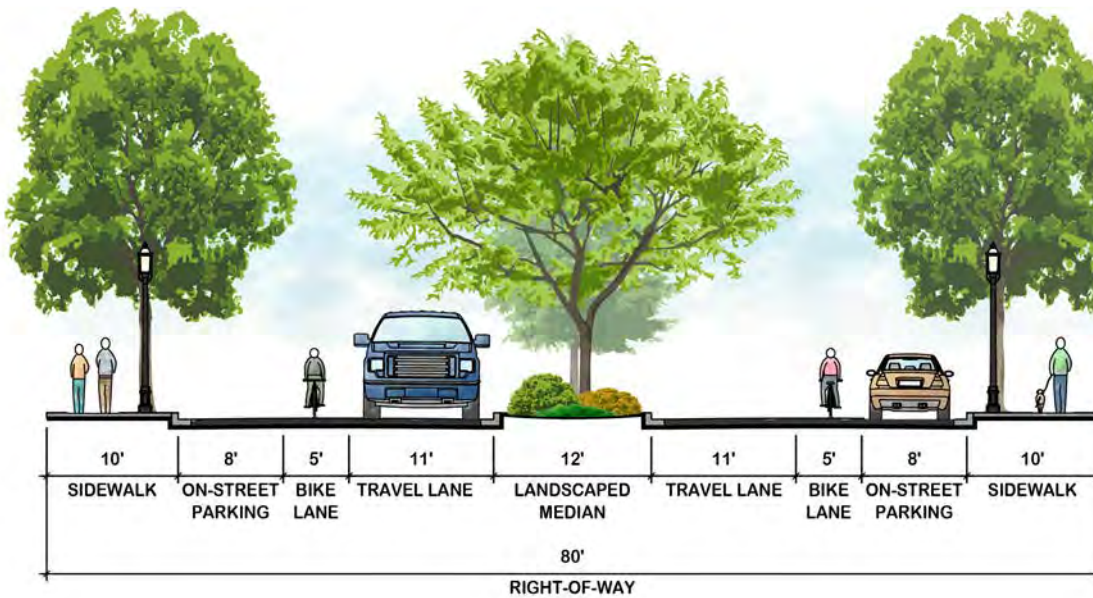 10' 8' 5' 11' 12' 11' 5' 8' 10'
SIDEWALK ON-STREET BIKE TRAVEL LANE LANDSCAPED TRAVEL LANE BIKE ON-STREET SIDEWALK
PARKING LANE MEDIAN LANE PARKING
80'
RIGHT-OF-WAY